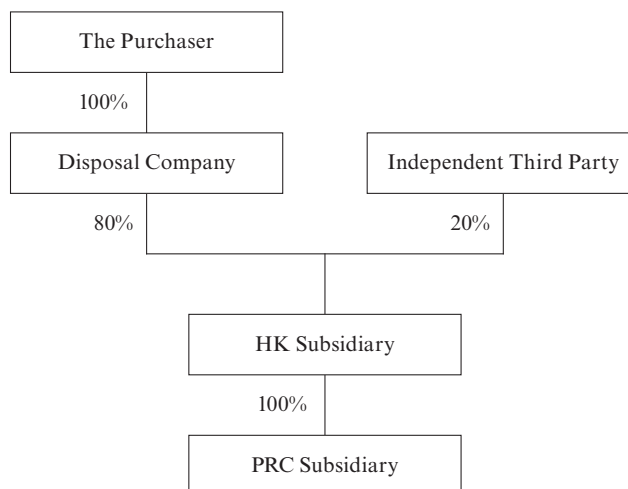 The Purchaser
100%
Disposal Company
Independent Third Party
80%
20%
HK Subsidiary
100%
PRC Subsidiary